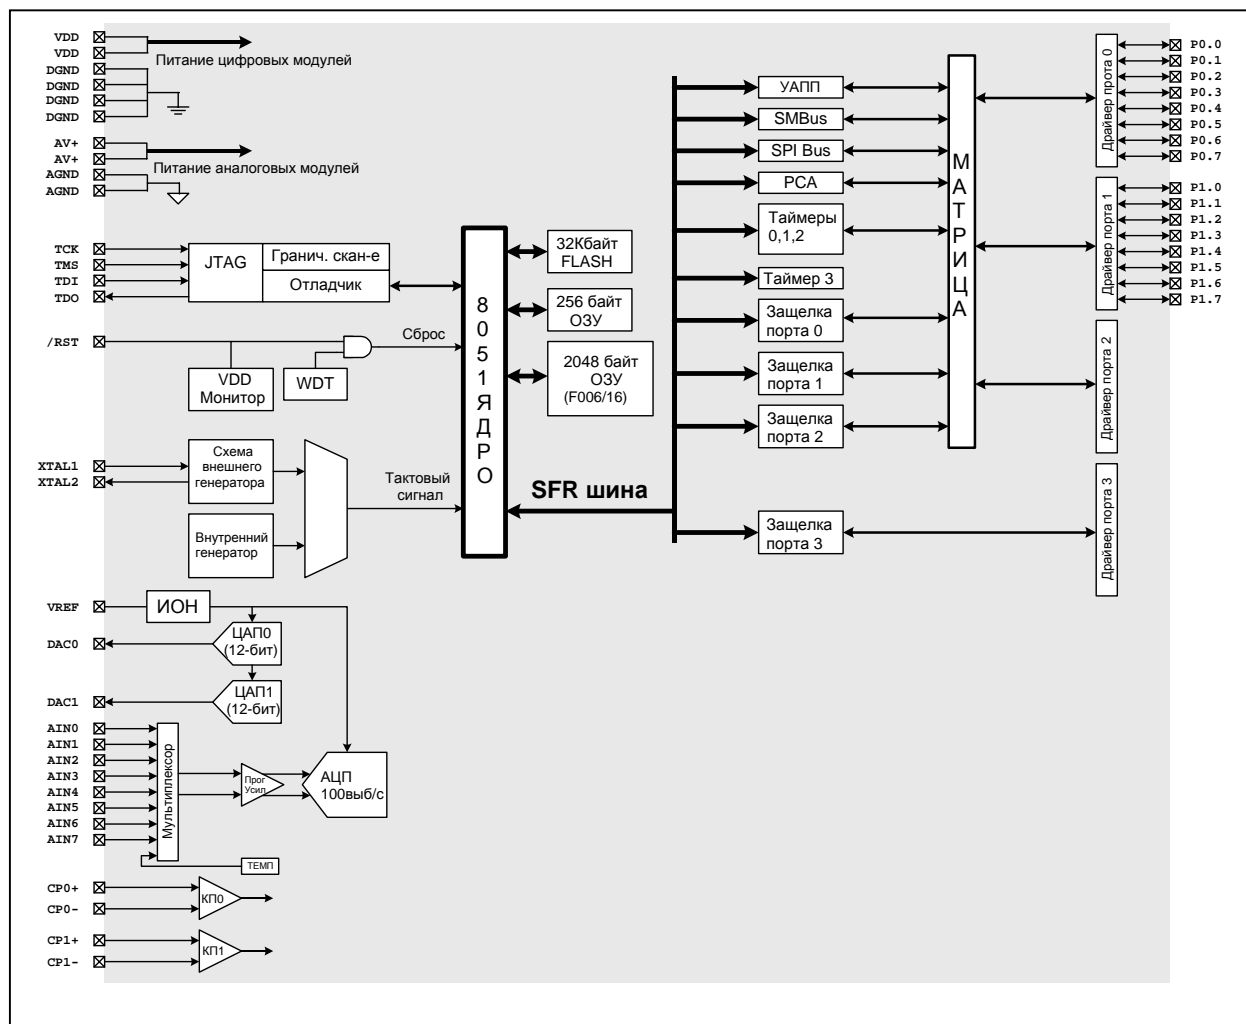 VDD
VDD
Питание цифровых модулей
DGND
DGND
DGND
DGND
AV+
AV+
Питание аналоговых модулей
AGND
AGND
TCK
TMS
TDI
TDO
JTAG
Гранич. скан-е
Отладчик
/RST
VDD
Монитор
WDT
Сброс
XTAL1
XTAL2
Схема
внешнего
генератора
Внутренний
генератор
Тактовый
сигнал
8051ЯДРО
32Кбайт
FLASH
256 байт
ОЗУ
2048 байт
ОЗУ
(F006/16)
SFR шина
УАПП
SMBus
SPI Bus
PCA
Таймеры
0,1,2
Таймер 3
Защелка
порта 0
Защелка
порта 1
Защелка
порта 2
Защелка
порта 3
МАТРИЦА
Драйвер прота 0
Драйвер порта 1
Драйвер порта 2
Драйвер порта 3
P0.0
P0.1
P0.2
P0.3
P0.4
P0.5
P0.6
P0.7
P1.0
P1.1
P1.2
P1.3
P1.4
P1.5
P1.6
P1.7
VREF
ИОН
DAC0
ЦАП0
(12-бит)
DAC1
ЦАП1
(12-бит)
AIN0
AIN1
AIN2
AIN3
AIN4
AIN5
AIN6
AIN7
Мультиплексор
Прог
Усил
АЦП
100выб/с
ТЕМП
CP0+
CP0-
КП0
CP1+
CP1-
КП1